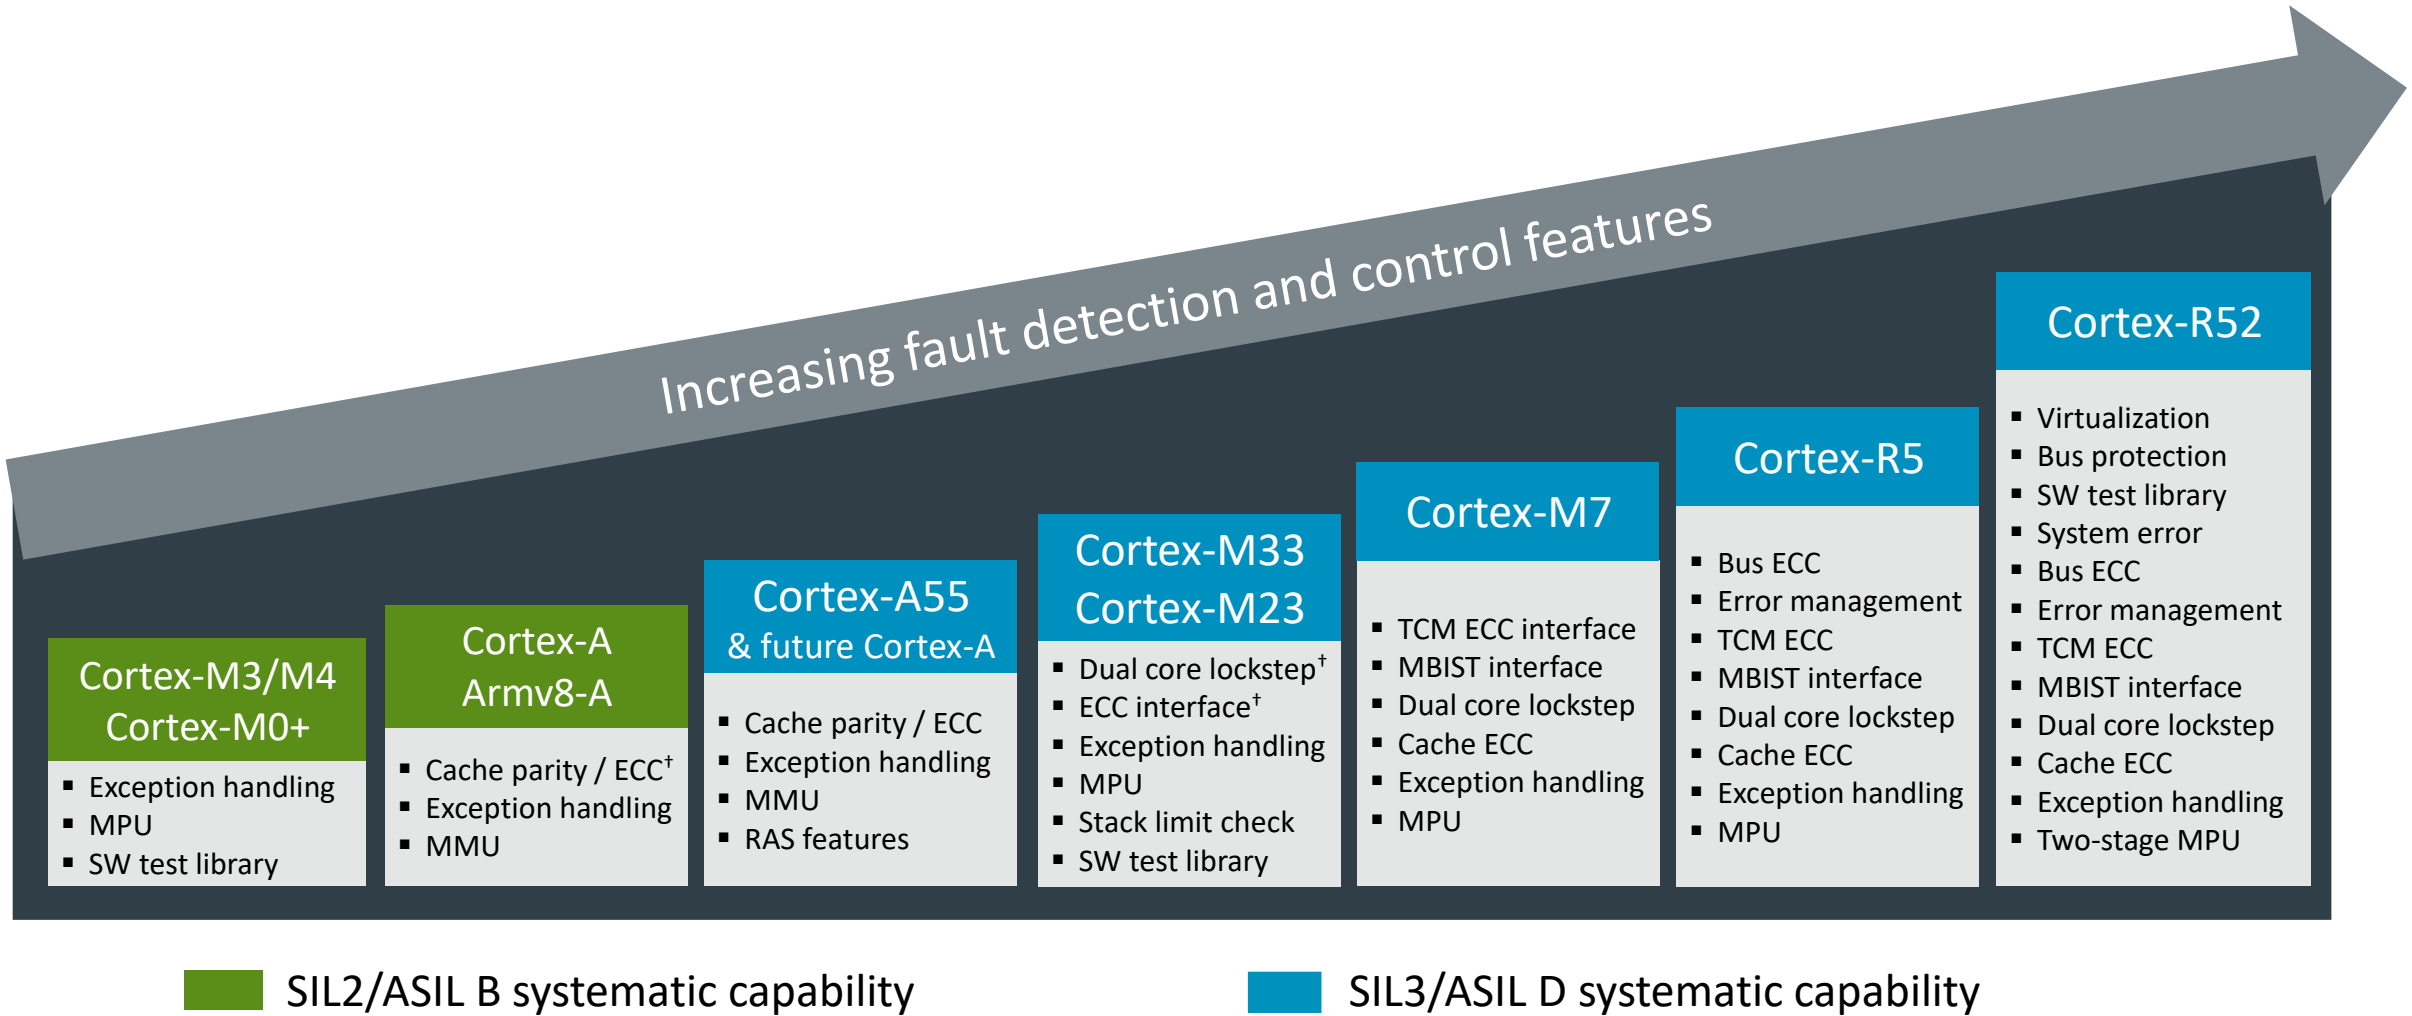 Increasing fault detection and control features
Cortex-M3/M4
Cortex-M0+
▪ Exception handling
▪ MPU
▪ SW test library
Cortex-A
Armv8-A
▪ Cache parity / ECC†
▪ Exception handling
▪ MMU
Cortex-A55
& future Cortex-A
▪ Cache parity / ECC
▪ Exception handling
▪ MMU
▪ RAS features
Cortex-M33
Cortex-M23
▪ Dual core lockstep†
▪ ECC interface†
▪ Exception handling
▪ MPU
▪ Stack limit check
▪ SW test library
Cortex-M7
▪ TCM ECC interface
▪ MBIST interface
▪ Dual core lockstep
▪ Cache ECC
▪ Exception handling
▪ MPU
Cortex-R5
▪ Bus ECC
▪ Error management
▪ TCM ECC
▪ MBIST interface
▪ Dual core lockstep
▪ Cache ECC
▪ Exception handling
▪ MPU
Cortex-R52
▪ Virtualization
▪ Bus protection
▪ SW test library
▪ System error
▪ Bus ECC
▪ Error management
▪ TCM ECC
▪ MBIST interface
▪ Dual core lockstep
▪ Cache ECC
▪ Exception handling
▪ Two-stage MPU
SIL2/ASIL B systematic capability
SIL3/ASIL D systematic capability